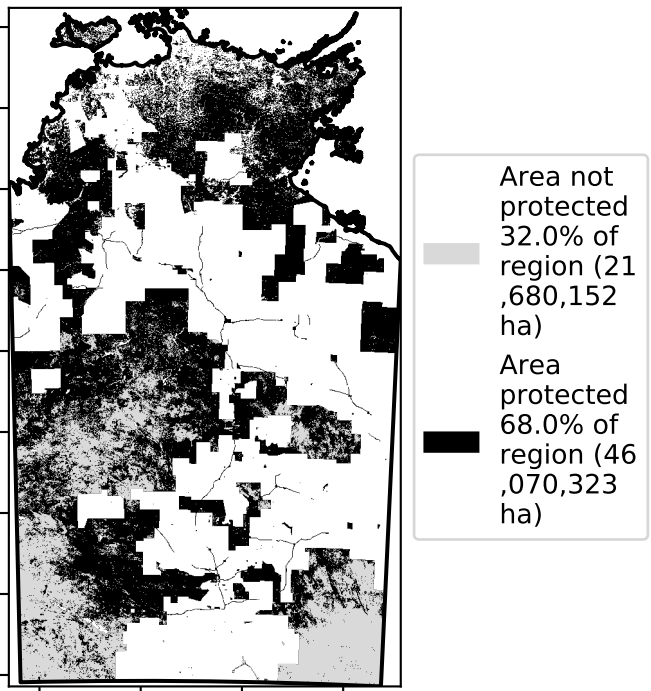 Area not
protected
32.0% of
region (21
,680,152
ha)
Area
protected
68.0% of
region (46
,070,323
ha)